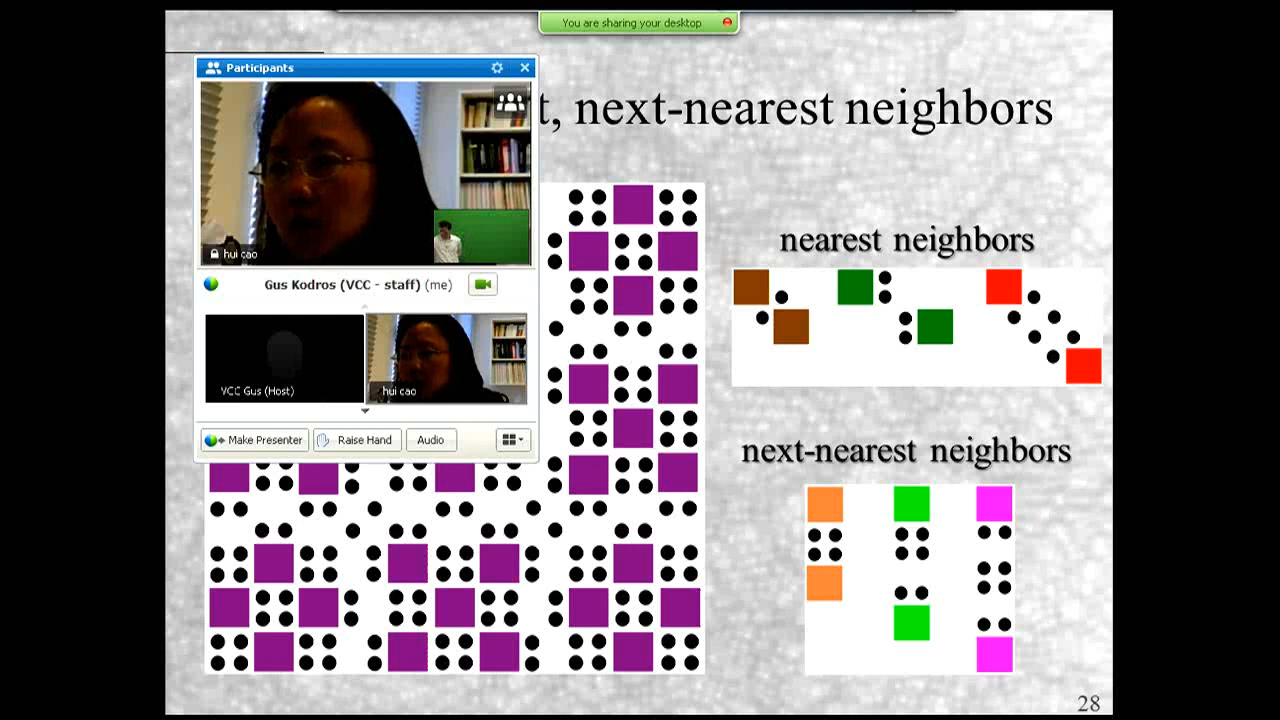 You are sharing your desktop
Participants
t, next-nearest neighbors
hui cao
Gus Kodros (VCC - staff) (me)
VCC Gus (Host)
hui cao
Make Presenter
Raise Hand
Audio
nearest neighbors
next-nearest neighbors
28